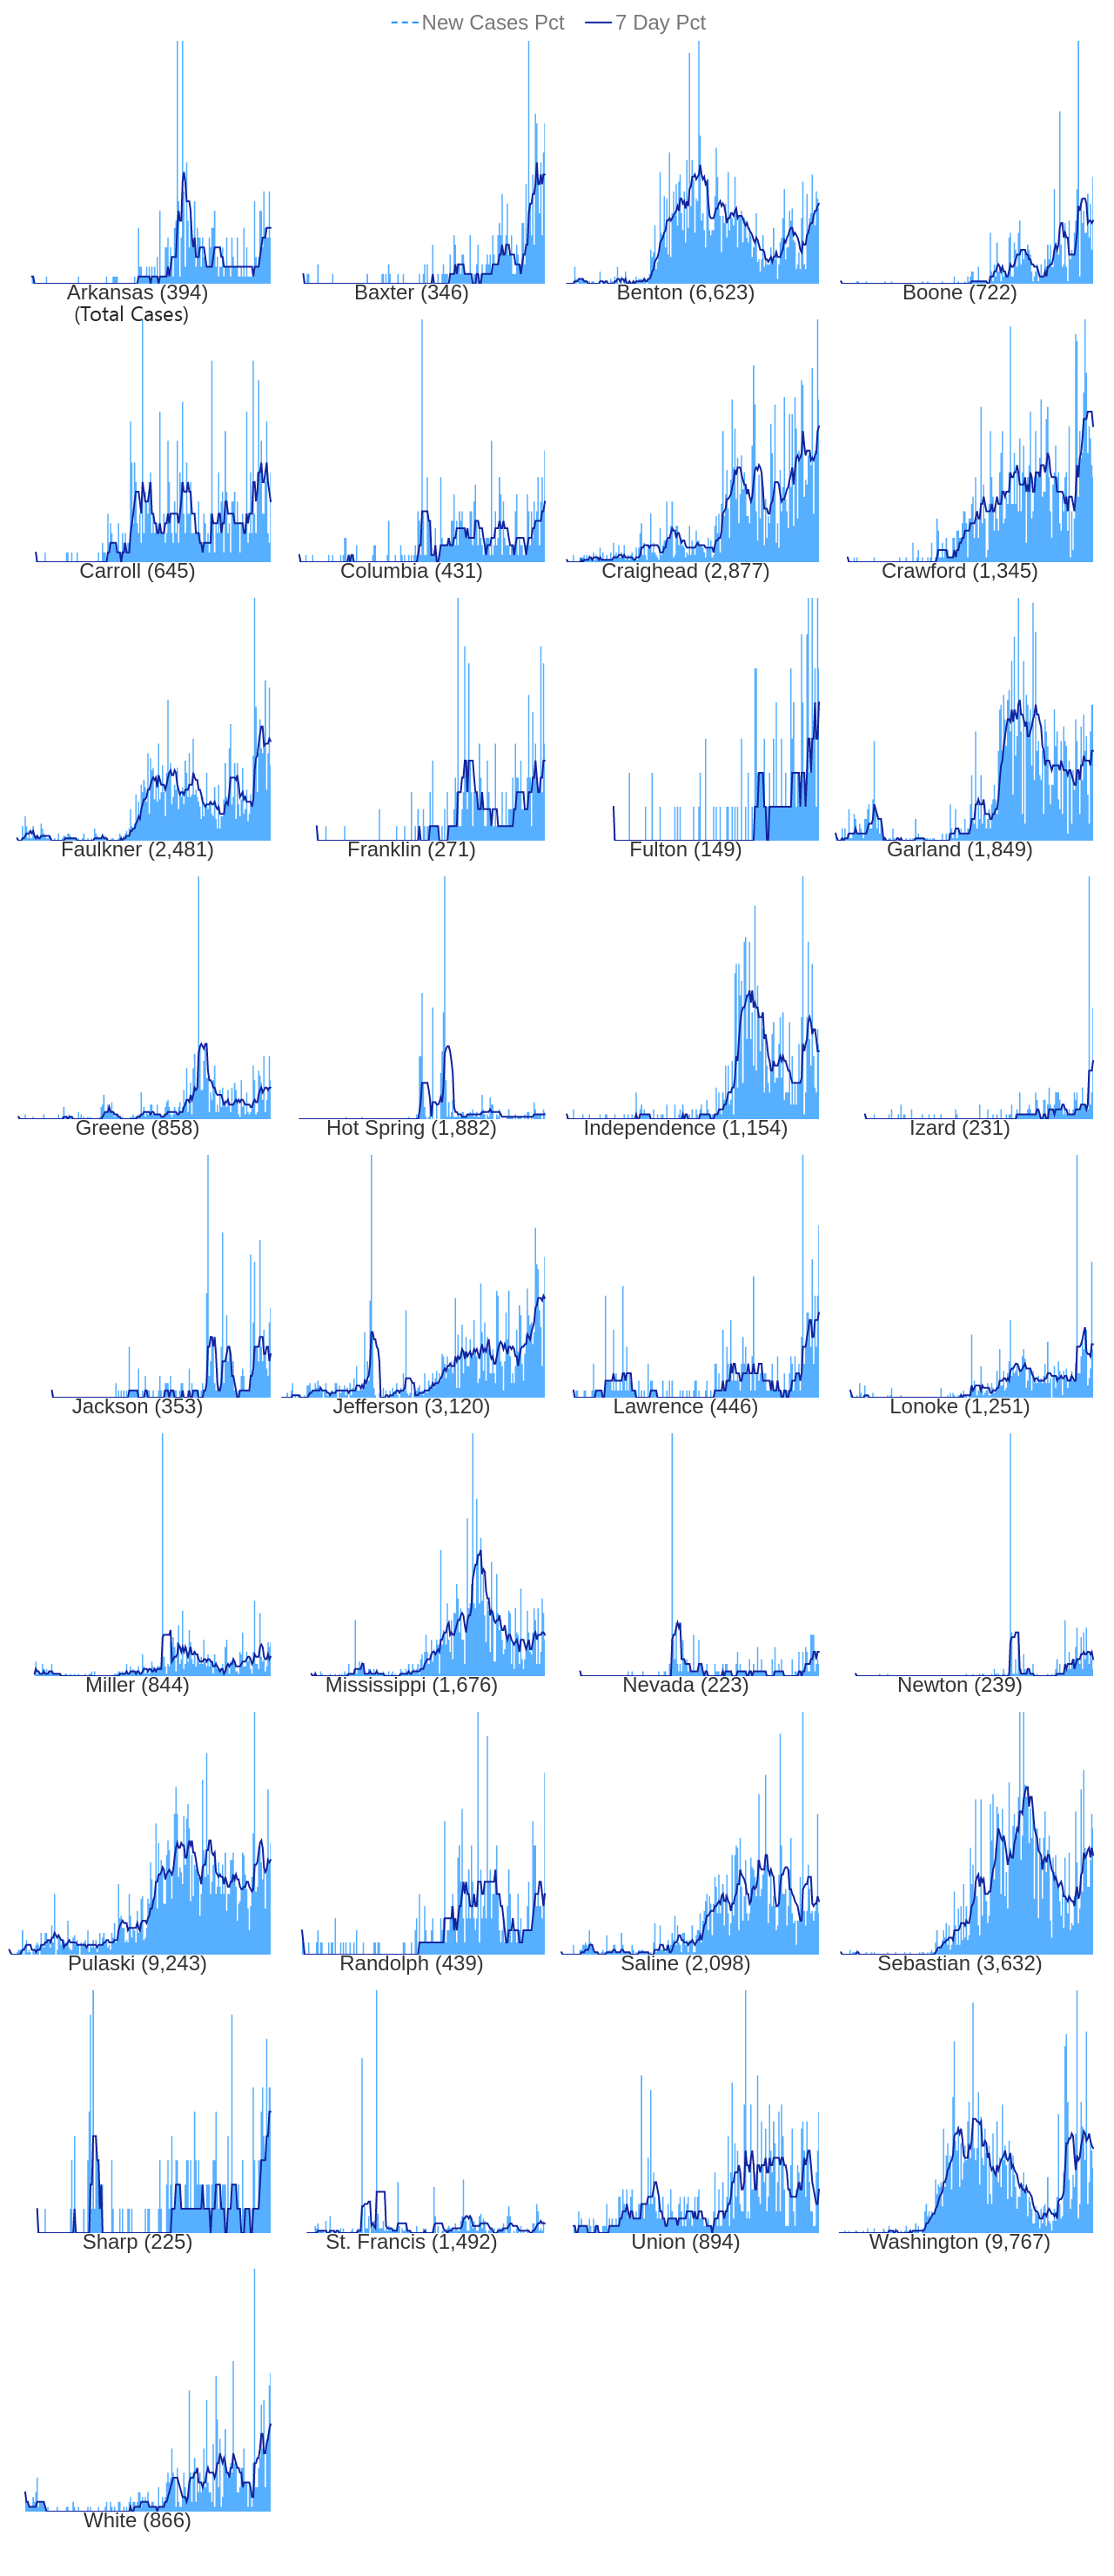 New Cases Pct 7 Day Pct
Arkansas (394) Baxter (346) Benton (6,623) Boone (722)
(Total Cases)
Carroll (645) Columbia (431) Craighead (2,877) Crawford (1,345)
Faulkner (2,481) Franklin (271) Fulton (149) Garland (1,849)
Greene (858) Hot Spring (1,882) Independence (1,154) Izard (231)
Jackson (353) Jefferson (3,120) Lawrence (446) Lonoke (1,251)
Miller (844) Mississippi (1,676) Nevada (223) Newton (239)
Pulaski (9,243) Randolph (439) Saline (2,098) Sebastian (3,632)
Sharp (225) St. Francis (1,492) Union (894) Washington (9,767)
White (866)